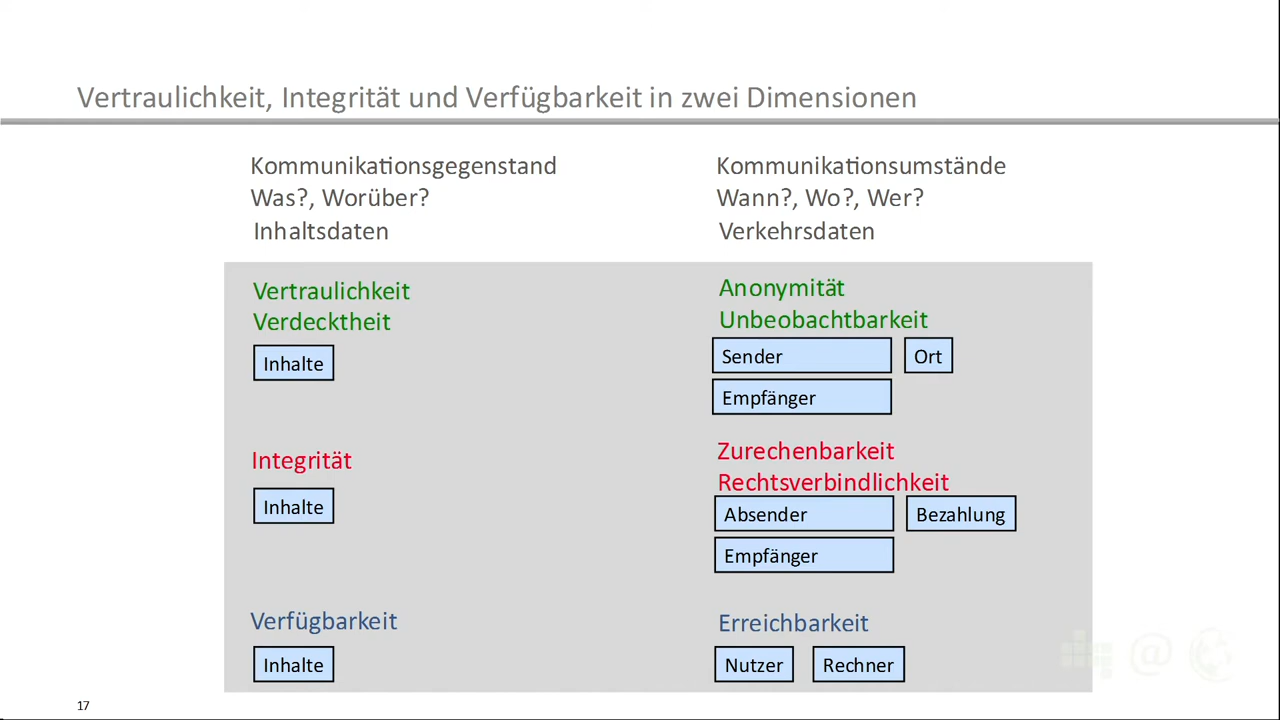 Vertraulichkeit, Integrität und Verfügbarkeit in zwei Dimensionen
Kommunikationsgegenstand
Was?, Worüber?
Inhaltsdaten
Kommunikationsumstände
Wann?, Wo?, Wer?
Verkehrsdaten
Vertraulichkeit
Verdecktheit
Inhalte
Anonymität
Unbeobachtbarkeit
Sender
Ort
Empfänger
Integrität
Inhalte
Zurechenbarkeit
Rechtsverbindlichkeit
Absender
Bezahlung
Empfänger
Verfügbarkeit
Inhalte
Erreichbarkeit
Nutzer
Rechner
@
17